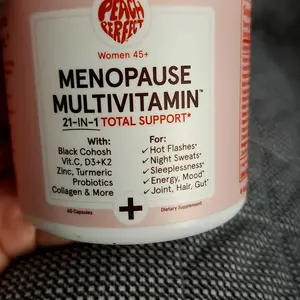 PEACH
PERFECT
Women 45+
MENOPAUSE
MULTIVITAMIN™
21-IN-1 TOTAL SUPPORT*
With:
Black Cohosh
Vit.C, D3+K2
Zinc, Turmeric
Probiotics
Collagen & More
For:
✓ Hot Flashes*
✓ Night Sweats*
✓ Sleeplessness*
✓ Energy, Mood*
✓ Joint, Hair, Gut*
60 Capsules
Dietary Supplement